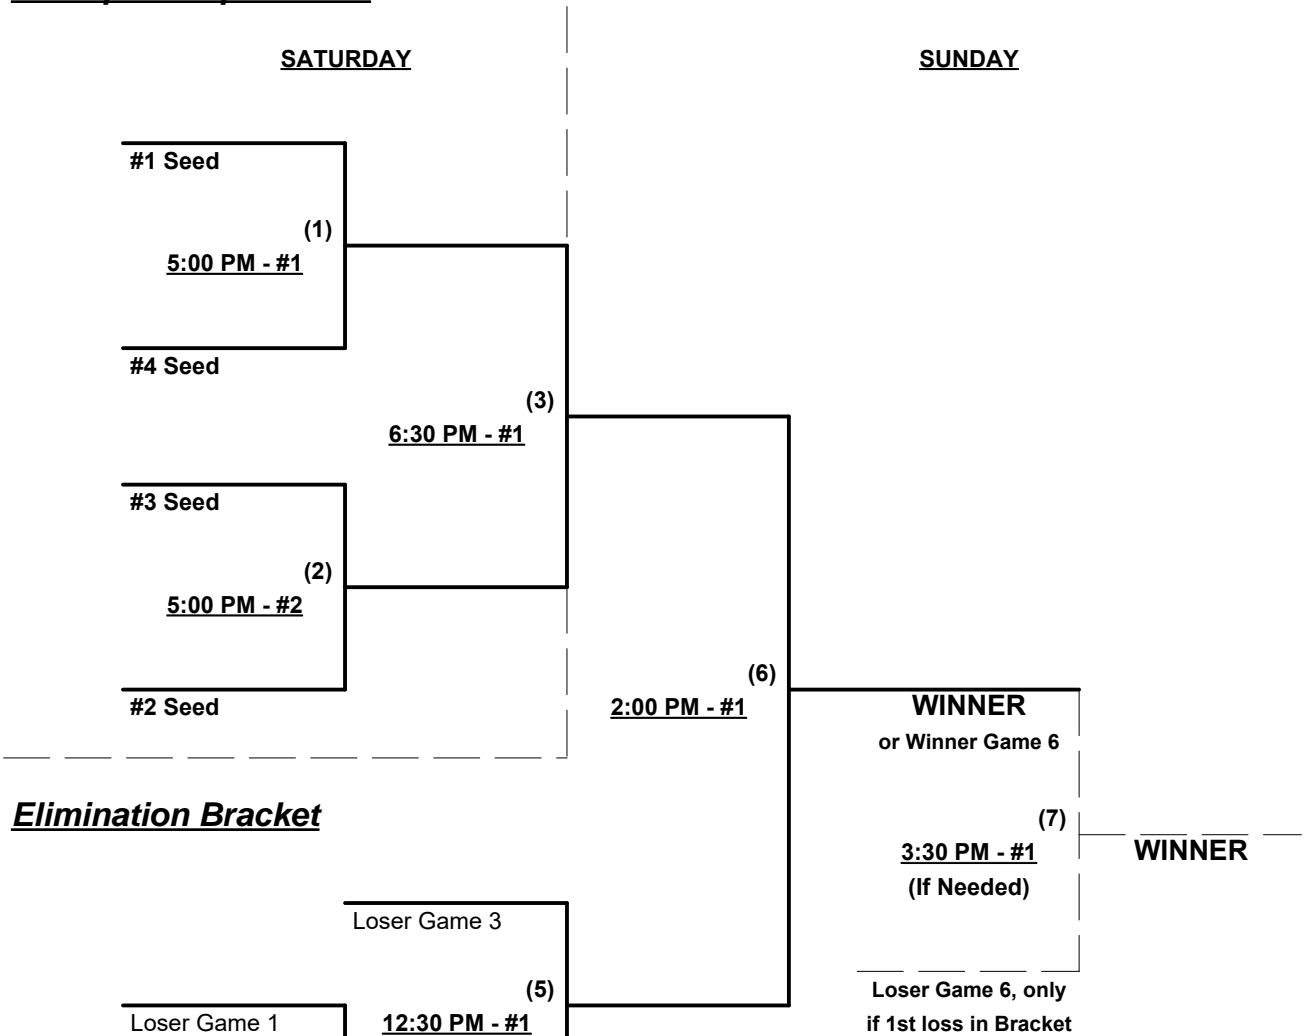 SATURDAY
SUNDAY
#1 Seed
(1)
5:00 PM - #1
#4 Seed
(3)
6:30 PM - #1
#3 Seed
(2)
5:00 PM - #2
#2 Seed
(6)
2:00 PM - #1
WINNER
or Winner Game 6
Elimination Bracket
(7)
3:30 PM - #1
WINNER
(If Needed)
Loser Game 3
(5)
12:30 PM - #1
Loser Game 1
Loser Game 6, only
if 1st loss in Bracket